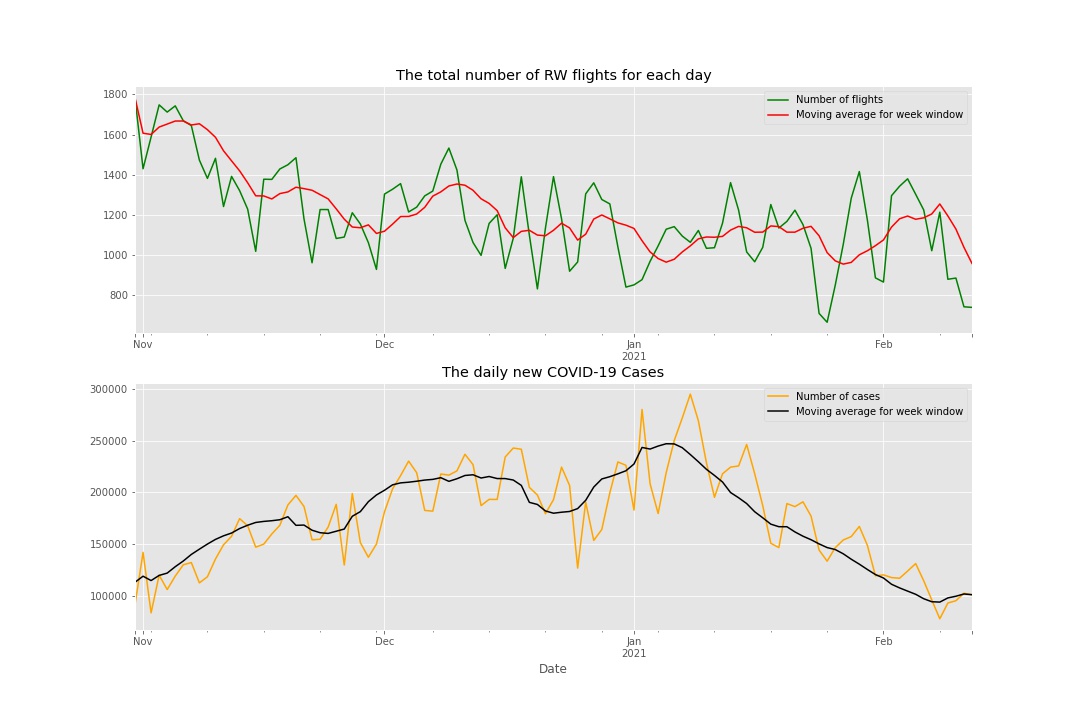 The total number of RW flights for each day
1800
1600
1400
1200
1000
800
Number of flights
Moving average for week window
Nov
Dec
Jan
2021
Feb
The daily new COVID-19 Cases
300000
250000
200000
150000
100000
Number of cases
Moving average for week window
Nov
Dec
Jan
2021
Feb
Date